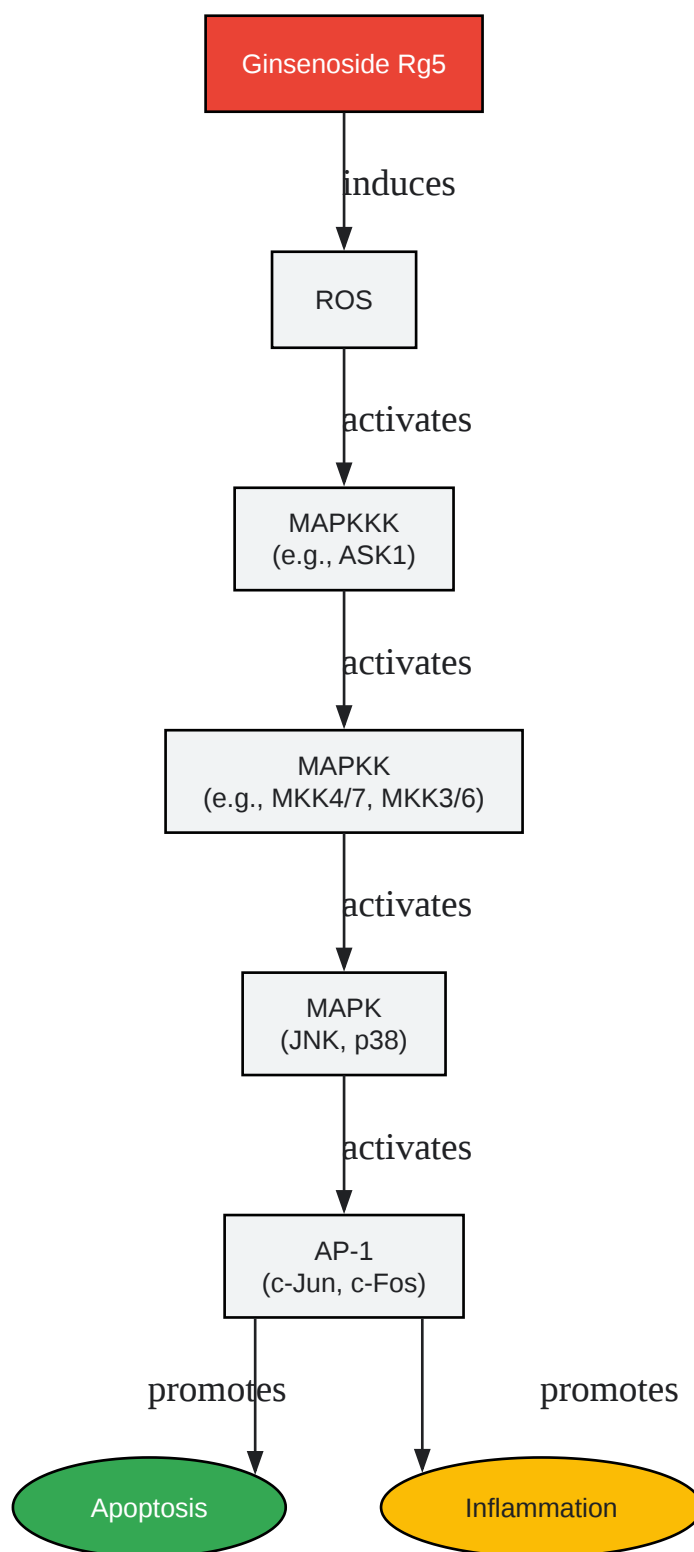 Ginsenoside Rg5
induces
ROS
activates
MAPKKK
(e.g., ASK1)
activates
MAPKK
(e.g., MKK4/7, MKK3/6)
activates
MAPK
(JNK, p38)
activates
AP-1
(c-Jun, c-Fos)
promotes
promotes
Apoptosis
Inflammation